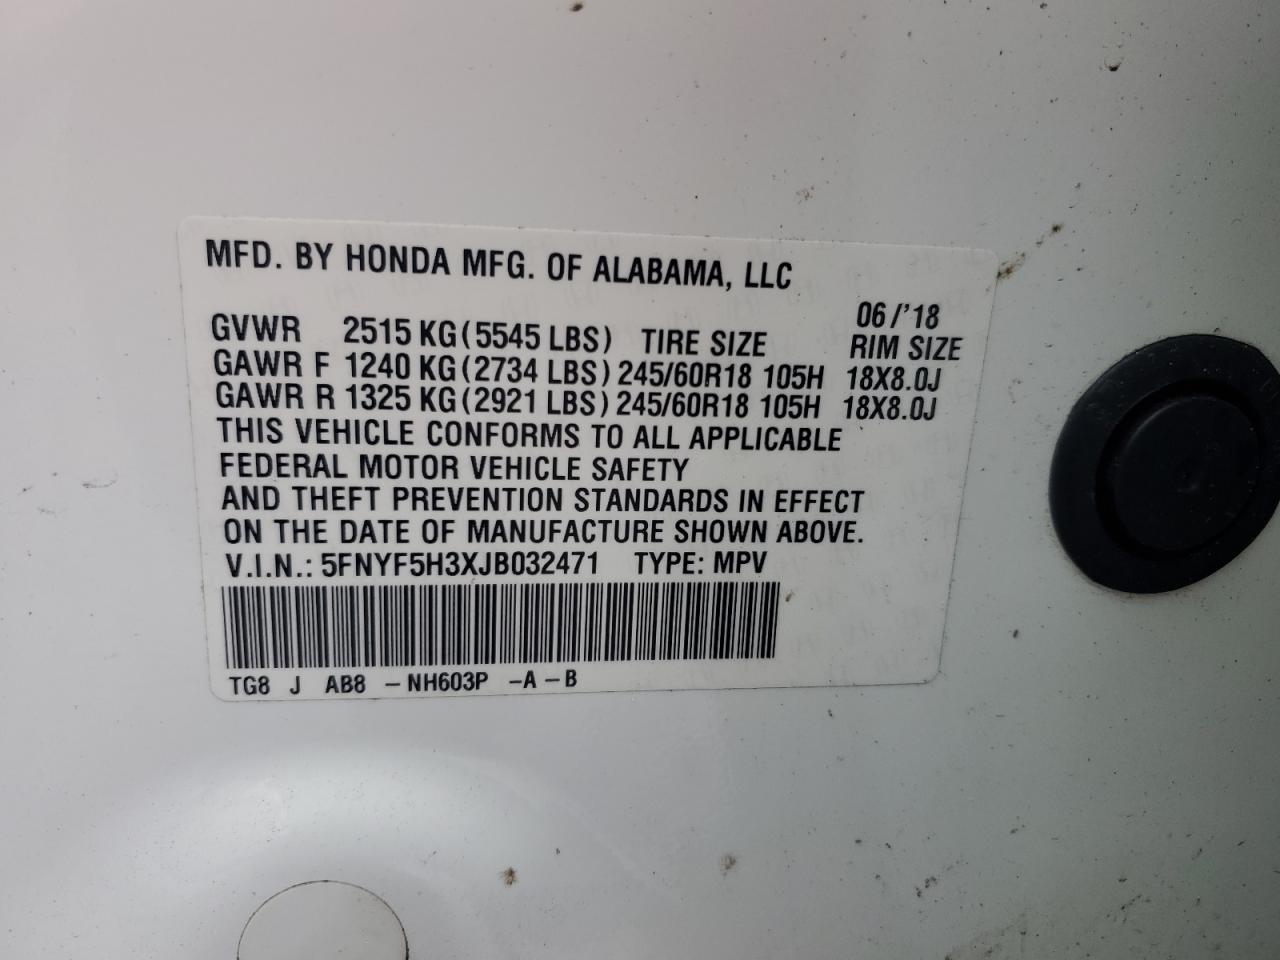 MFD. BY HONDA MFG. OF ALABAMA, LLC
06/'18
GVWR 2515 KG(5545 LBS) TIRE SIZE RIM SIZE
GAWR F 1240 KG(2734 LBS) 245/60R18 105H 18X8.0J
GAWR R 1325 KG(2921 LBS) 245/60R18 105H 18X8.0J
THIS VEHICLE CONFORMS TO ALL APPLICABLE
FEDERAL MOTOR VEHICLE SAFETY
AND THEFT PREVENTION STANDARDS IN EFFECT
ON THE DATE OF MANUFACTURE SHOWN ABOVE.
V.I.N.: 5FNYF5H3XJB032471 TYPE: MPV
TG8 J AB8 -NH603P -A-B